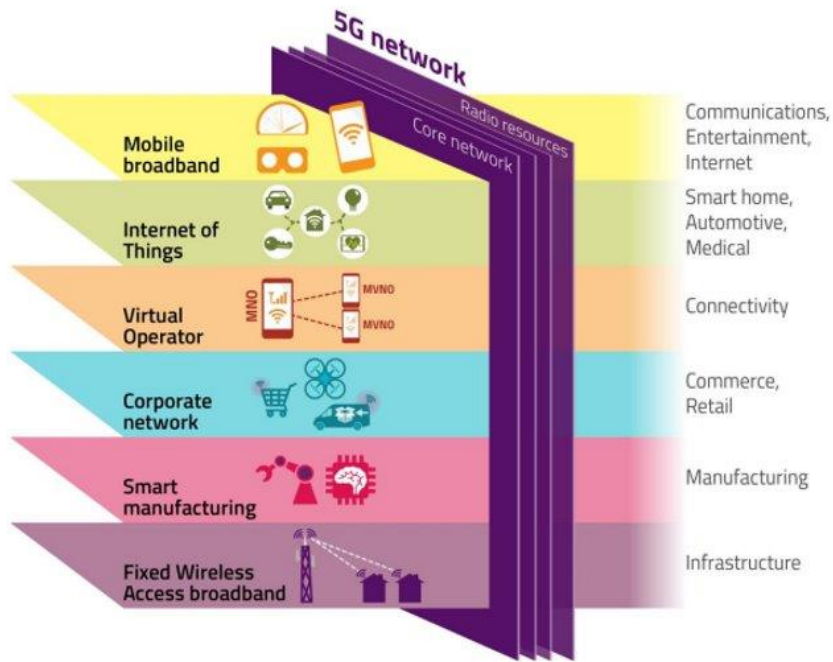 5G network
Radio resources
Core network
Mobile
broadband
Communications,
Entertainment,
Internet
Internet of
Things
Smart home,
Automotive,
Medical
Virtual
Operator
MNO
MVNO
MVNO
Connectivity
Corporate
network
Commerce,
Retail
Smart
manufacturing
Manufacturing
Fixed Wireless
Access broadband
Infrastructure